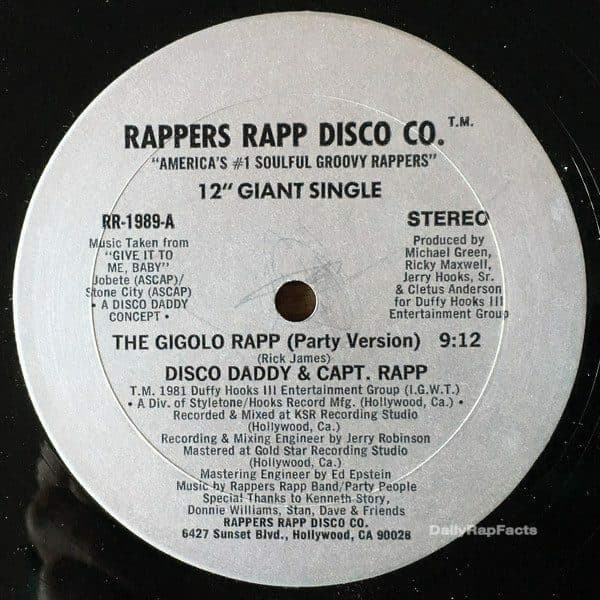 RAPPERS RAPP DISCO CO.™ T.M.
"AMERICA'S #1 SOULFUL GROOVY RAPPERS"
12" GIANT SINGLE
RR-1989-A
Music Taken from
"GIVE IT TO
ME, BABY"
Jobete (ASCAP)/
Stone City (ASCAP)
• A DISCO DADDY
CONCEPT •
STEREO
Produced by
Michael Green,
Ricky Maxwell,
Jerry Hooks, Sr.
& Cletus Anderson
for Duffy Hooks III
Entertainment Group
THE GIGOLO RAPP (Party Version) 9:12
(Rick James)
DISCO DADDY & CAPT. RAPP
T.M. 1981 Duffy Hooks III Entertainment Group (I.G.W.T.)
• A Div. of Styletone/Hooks Record Mfg. (Hollywood, Ca.) •
Recorded & Mixed at KSR Recording Studio
(Hollywood, Ca.)
Recording & Mixing Engineer by Jerry Robinson
Mastered at Gold Star Recording Studio
(Hollywood, Ca.)
Mastering Engineer by Ed Epstein
Music by Rappers Rapp Band/Party People
Special Thanks to Kenneth Story,
Donnie Williams, Stan, Dave & Friends
RAPPERS RAPP DISCO CO.
6427 Sunset Blvd., Hollywood, CA 90028
DailyRapFacts